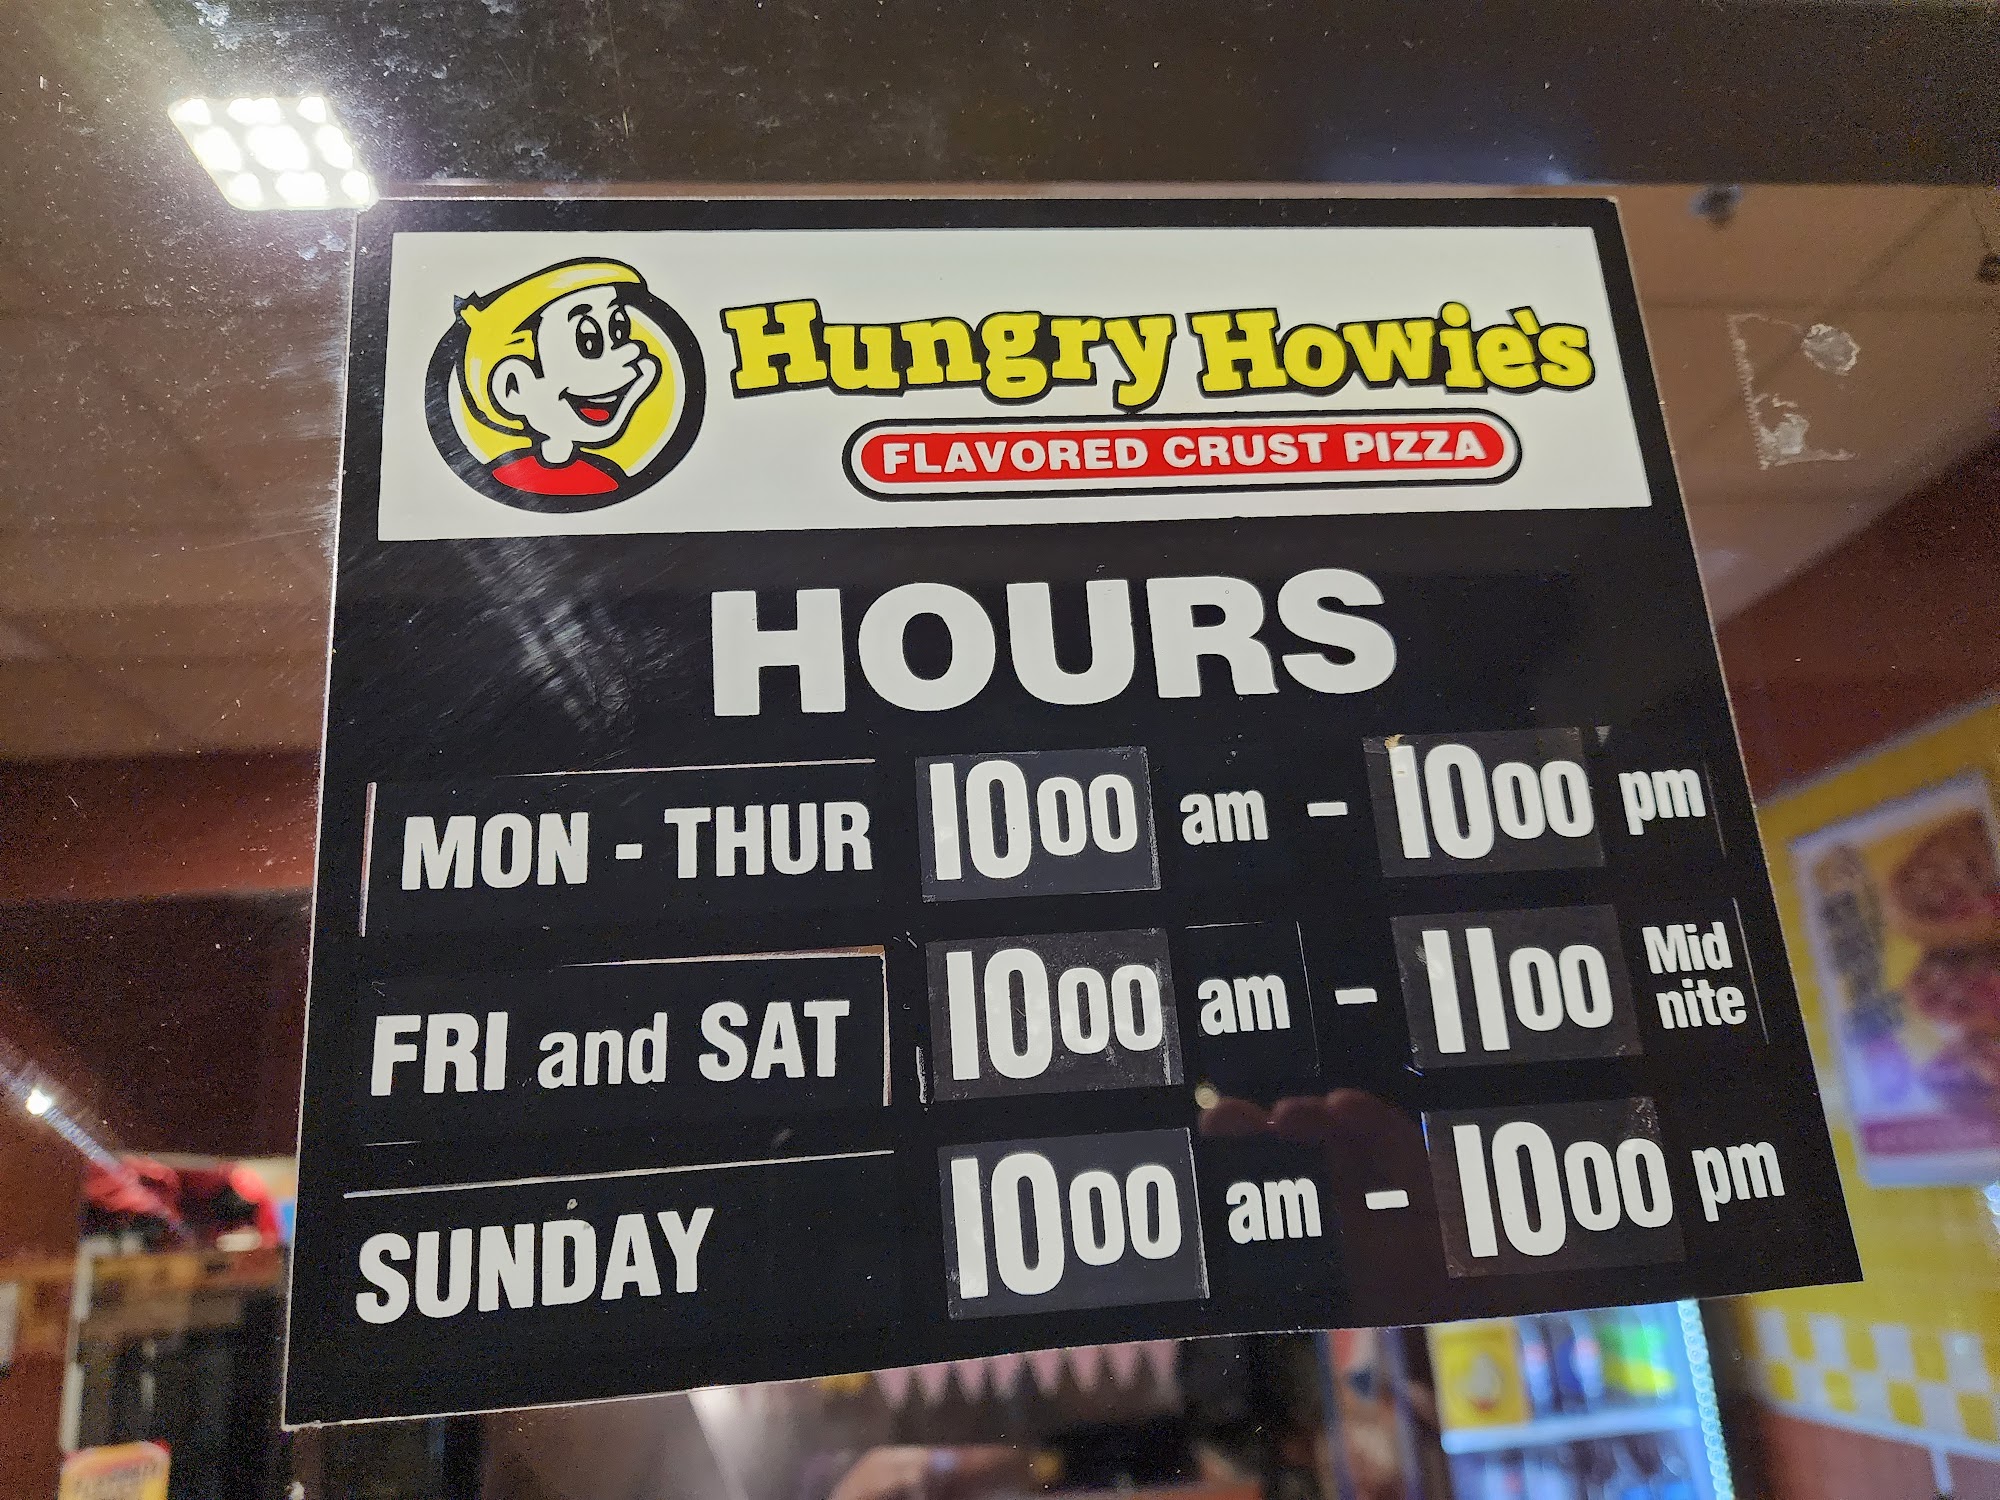 Hungry Howie's
FLAVORED CRUST PIZZA
HOURS
MON - THUR 1000 am - 1000 pm
FRI and SAT 1000 am - 1100 Mid nite
SUNDAY 1000 am - 1000 pm